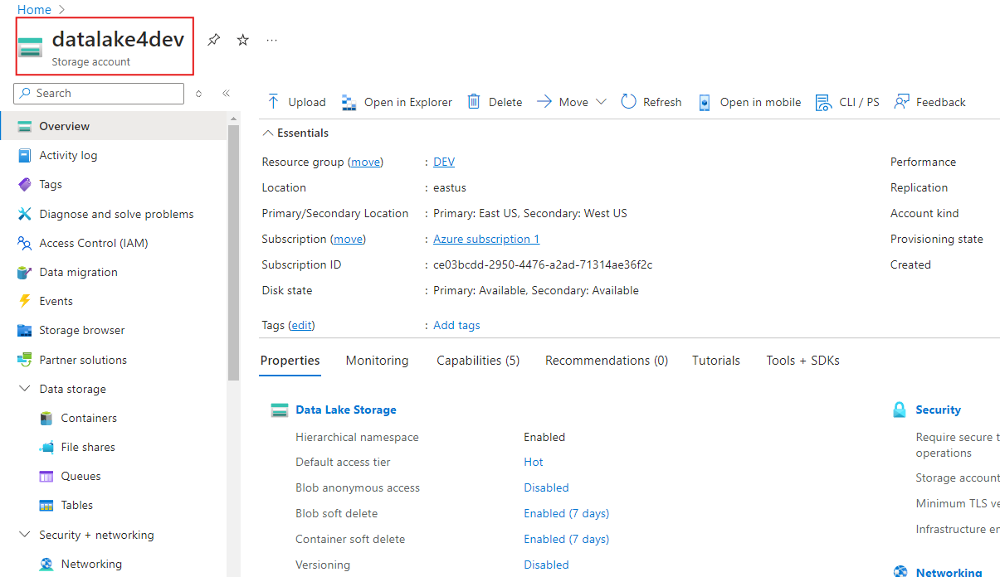 Home
datalake4dev
Storage account
Search
Overview
Activity log
Tags
Diagnose and solve problems
Access Control (IAM)
Data migration
Events
Storage browser
Partner solutions
Data storage
Containers
File shares
Queues
Tables
Security + networking
Networking
Upload Open in Explorer Delete Move Refresh Open in mobile CLI / PS Feedback
Essentials
Resource group (move) : DEV
Location : eastus
Primary/Secondary Location : Primary: East US, Secondary: West US
Subscription (move) : Azure subscription 1
Subscription ID : ce03bcdd-2950-4476-a2ad-71314ae36f2c
Disk state : Primary: Available, Secondary: Available
Tags (edit) : Add tags
Performance
Replication
Account kind
Provisioning state
Created
Properties Monitoring Capabilities (5) Recommendations (0) Tutorials Tools + SDKs
Data Lake Storage
Hierarchical namespace Enabled
Default access tier Hot
Blob anonymous access Disabled
Blob soft delete Enabled (7 days)
Container soft delete Enabled (7 days)
Versioning Disabled
Security
Require secure t
operations
Storage account
Minimum TLS ve
Infrastructure en
Networking